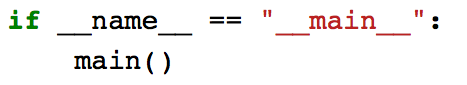 if __name__ == "__main__":
    main()